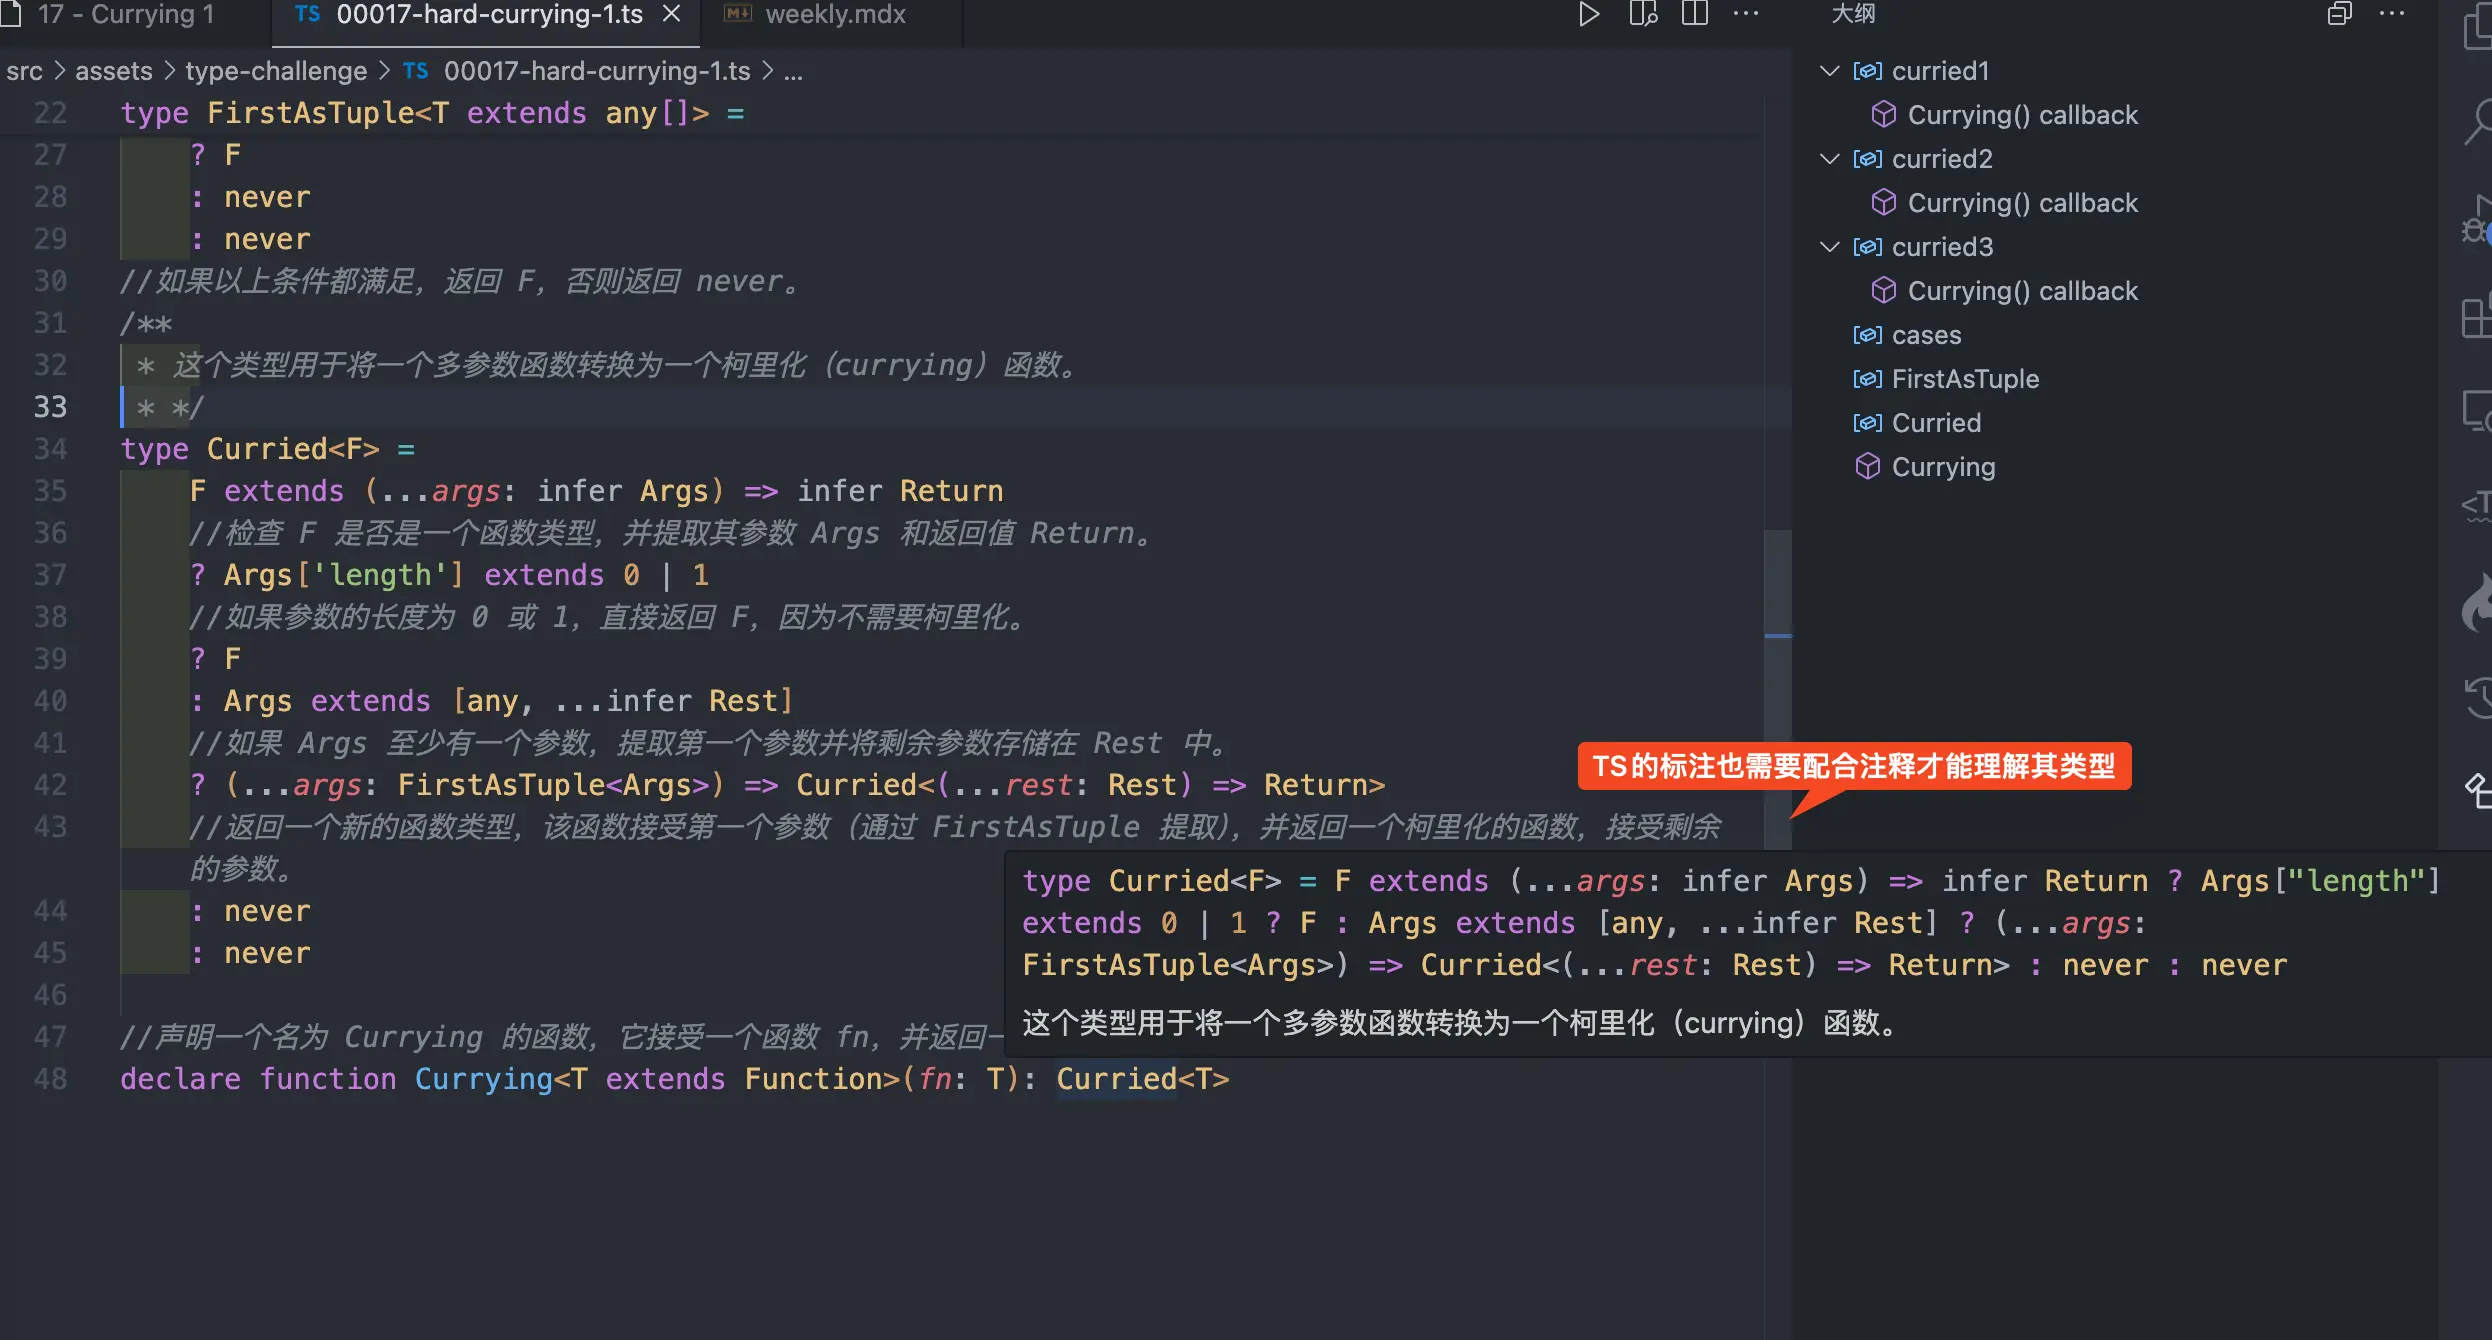 17 - Currying 1
TS 00017-hard-currying-1.ts
weekly.mdx
大纲
src > assets > type-challenge > TS 00017-hard-currying-1.ts > ...
22 type FirstAsTuple<T extends any[]> =
27 ? F
28 : never
29 : never
30 //如果以上条件都满足，返回 F，否则返回 never。
31 /**
32 * 这个类型用于将一个多参数函数转换为一个柯里化（currying）函数。
33 * */
34 type Curried<F> =
35 F extends (...args: infer Args) => infer Return
36 //检查 F 是否是一个函数类型，并提取其参数 Args 和返回值 Return。
37 ? Args['length'] extends 0 | 1
38 //如果参数的长度为 0 或 1，直接返回 F，因为不需要柯里化。
39 ? F
40 : Args extends [any, ...infer Rest]
41 //如果 Args 至少有一个参数，提取第一个参数并将剩余参数存储在 Rest 中。
42 ? (...args: FirstAsTuple<Args>) => Curried<(...rest: Rest) => Return>
43 //返回一个新的函数类型，该函数接受第一个参数（通过 FirstAsTuple 提取），并返回一个柯里化的函数，接受剩余
的参数。
44 : never
45 : never
46
47 //声明一个名为 Currying 的函数，它接受一个函数 fn，并返回一
48 declare function Currying<T extends Function>(fn: T): Curried<T>
TS的标注也需要配合注释才能理解其类型
type Curried<F> = F extends (...args: infer Args) => infer Return ? Args["length"]
extends 0 | 1 ? F : Args extends [any, ...infer Rest] ? (...args:
FirstAsTuple<Args>) => Curried<(...rest: Rest) => Return> : never : never
这个类型用于将一个多参数函数转换为一个柯里化（currying）函数。
curried1
Currying() callback
curried2
Currying() callback
curried3
Currying() callback
cases
FirstAsTuple
Curried
Currying